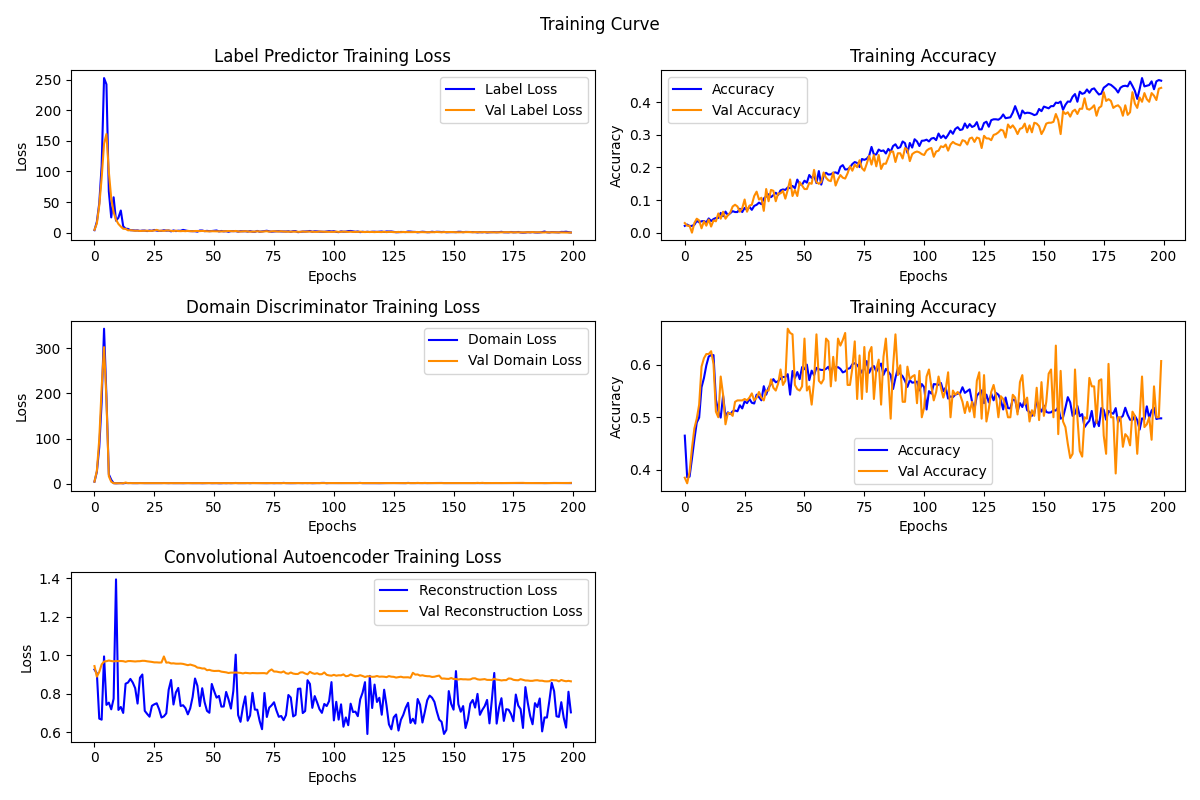 Training Curve
Label Predictor Training Loss
Loss
250
200
150
100
50
0
Label Loss
Val Label Loss
0 25 50 75 100 125 150 175 200
Epochs
Training Accuracy
Accuracy
0.4
0.3
0.2
0.1
0.0
Accuracy
Val Accuracy
0 25 50 75 100 125 150 175 200
Epochs
Domain Discriminator Training Loss
Loss
300
200
100
0
Domain Loss
Val Domain Loss
0 25 50 75 100 125 150 175 200
Epochs
Training Accuracy
Accuracy
0.6
0.5
0.4
Accuracy
Val Accuracy
0 25 50 75 100 125 150 175 200
Epochs
Convolutional Autoencoder Training Loss
Loss
1.4
1.2
1.0
0.8
0.6
Reconstruction Loss
Val Reconstruction Loss
0 25 50 75 100 125 150 175 200
Epochs